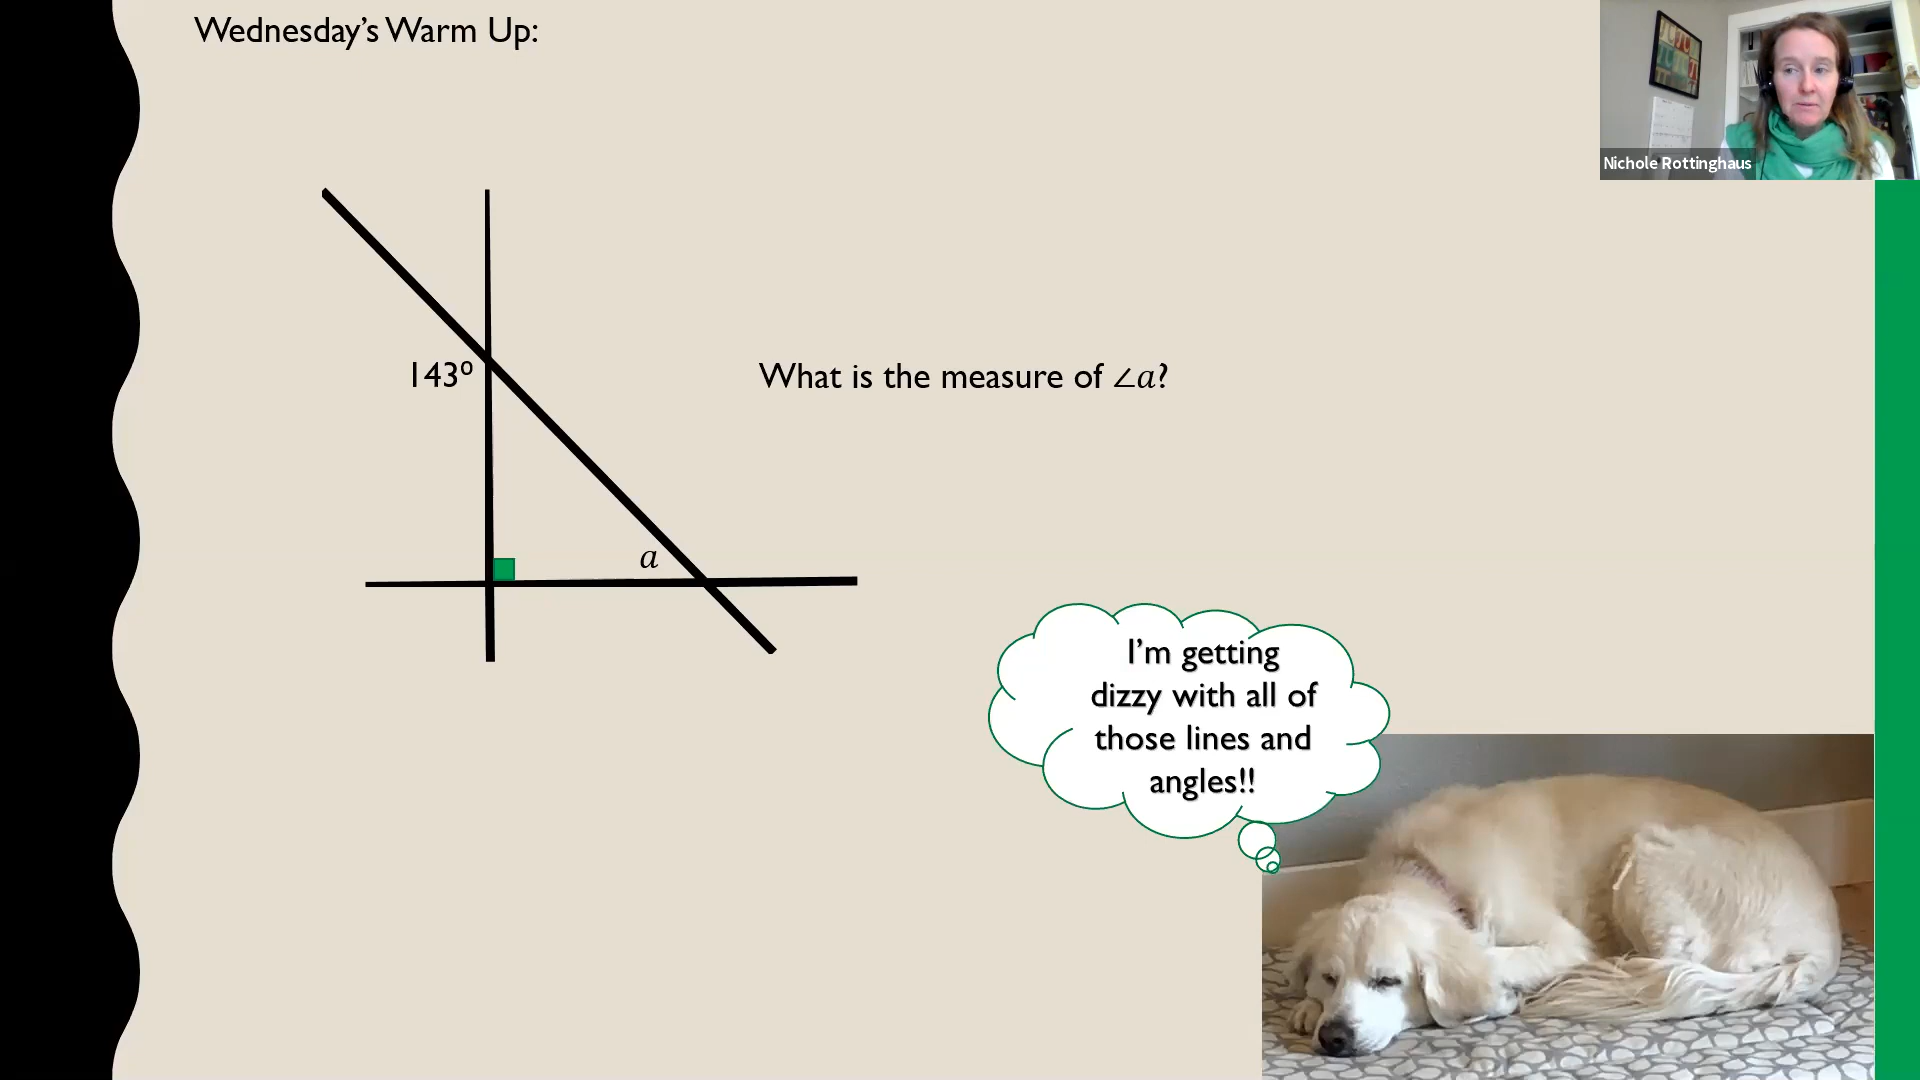 Wednesday's Warm Up:
Nichole Rottinghaus
143⁰
What is the measure of ∠a?
a
I'm getting
dizzy with all of
those lines and
angles!!